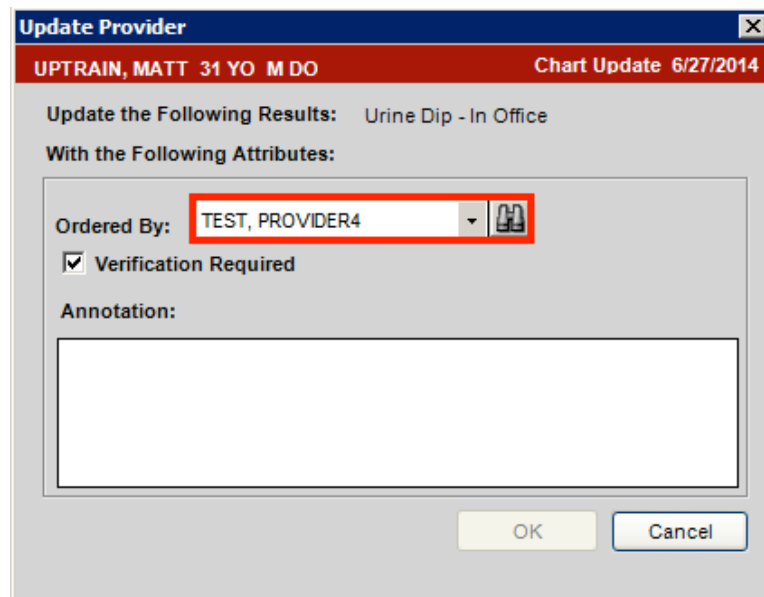 Update Provider
UPTRAIN, MATT 31 YO M DO Chart Update 6/27/2014
Update the Following Results: Urine Dip - In Office
With the Following Attributes:
Ordered By: TEST, PROVIDER4
Verification Required
Annotation:
OK Cancel